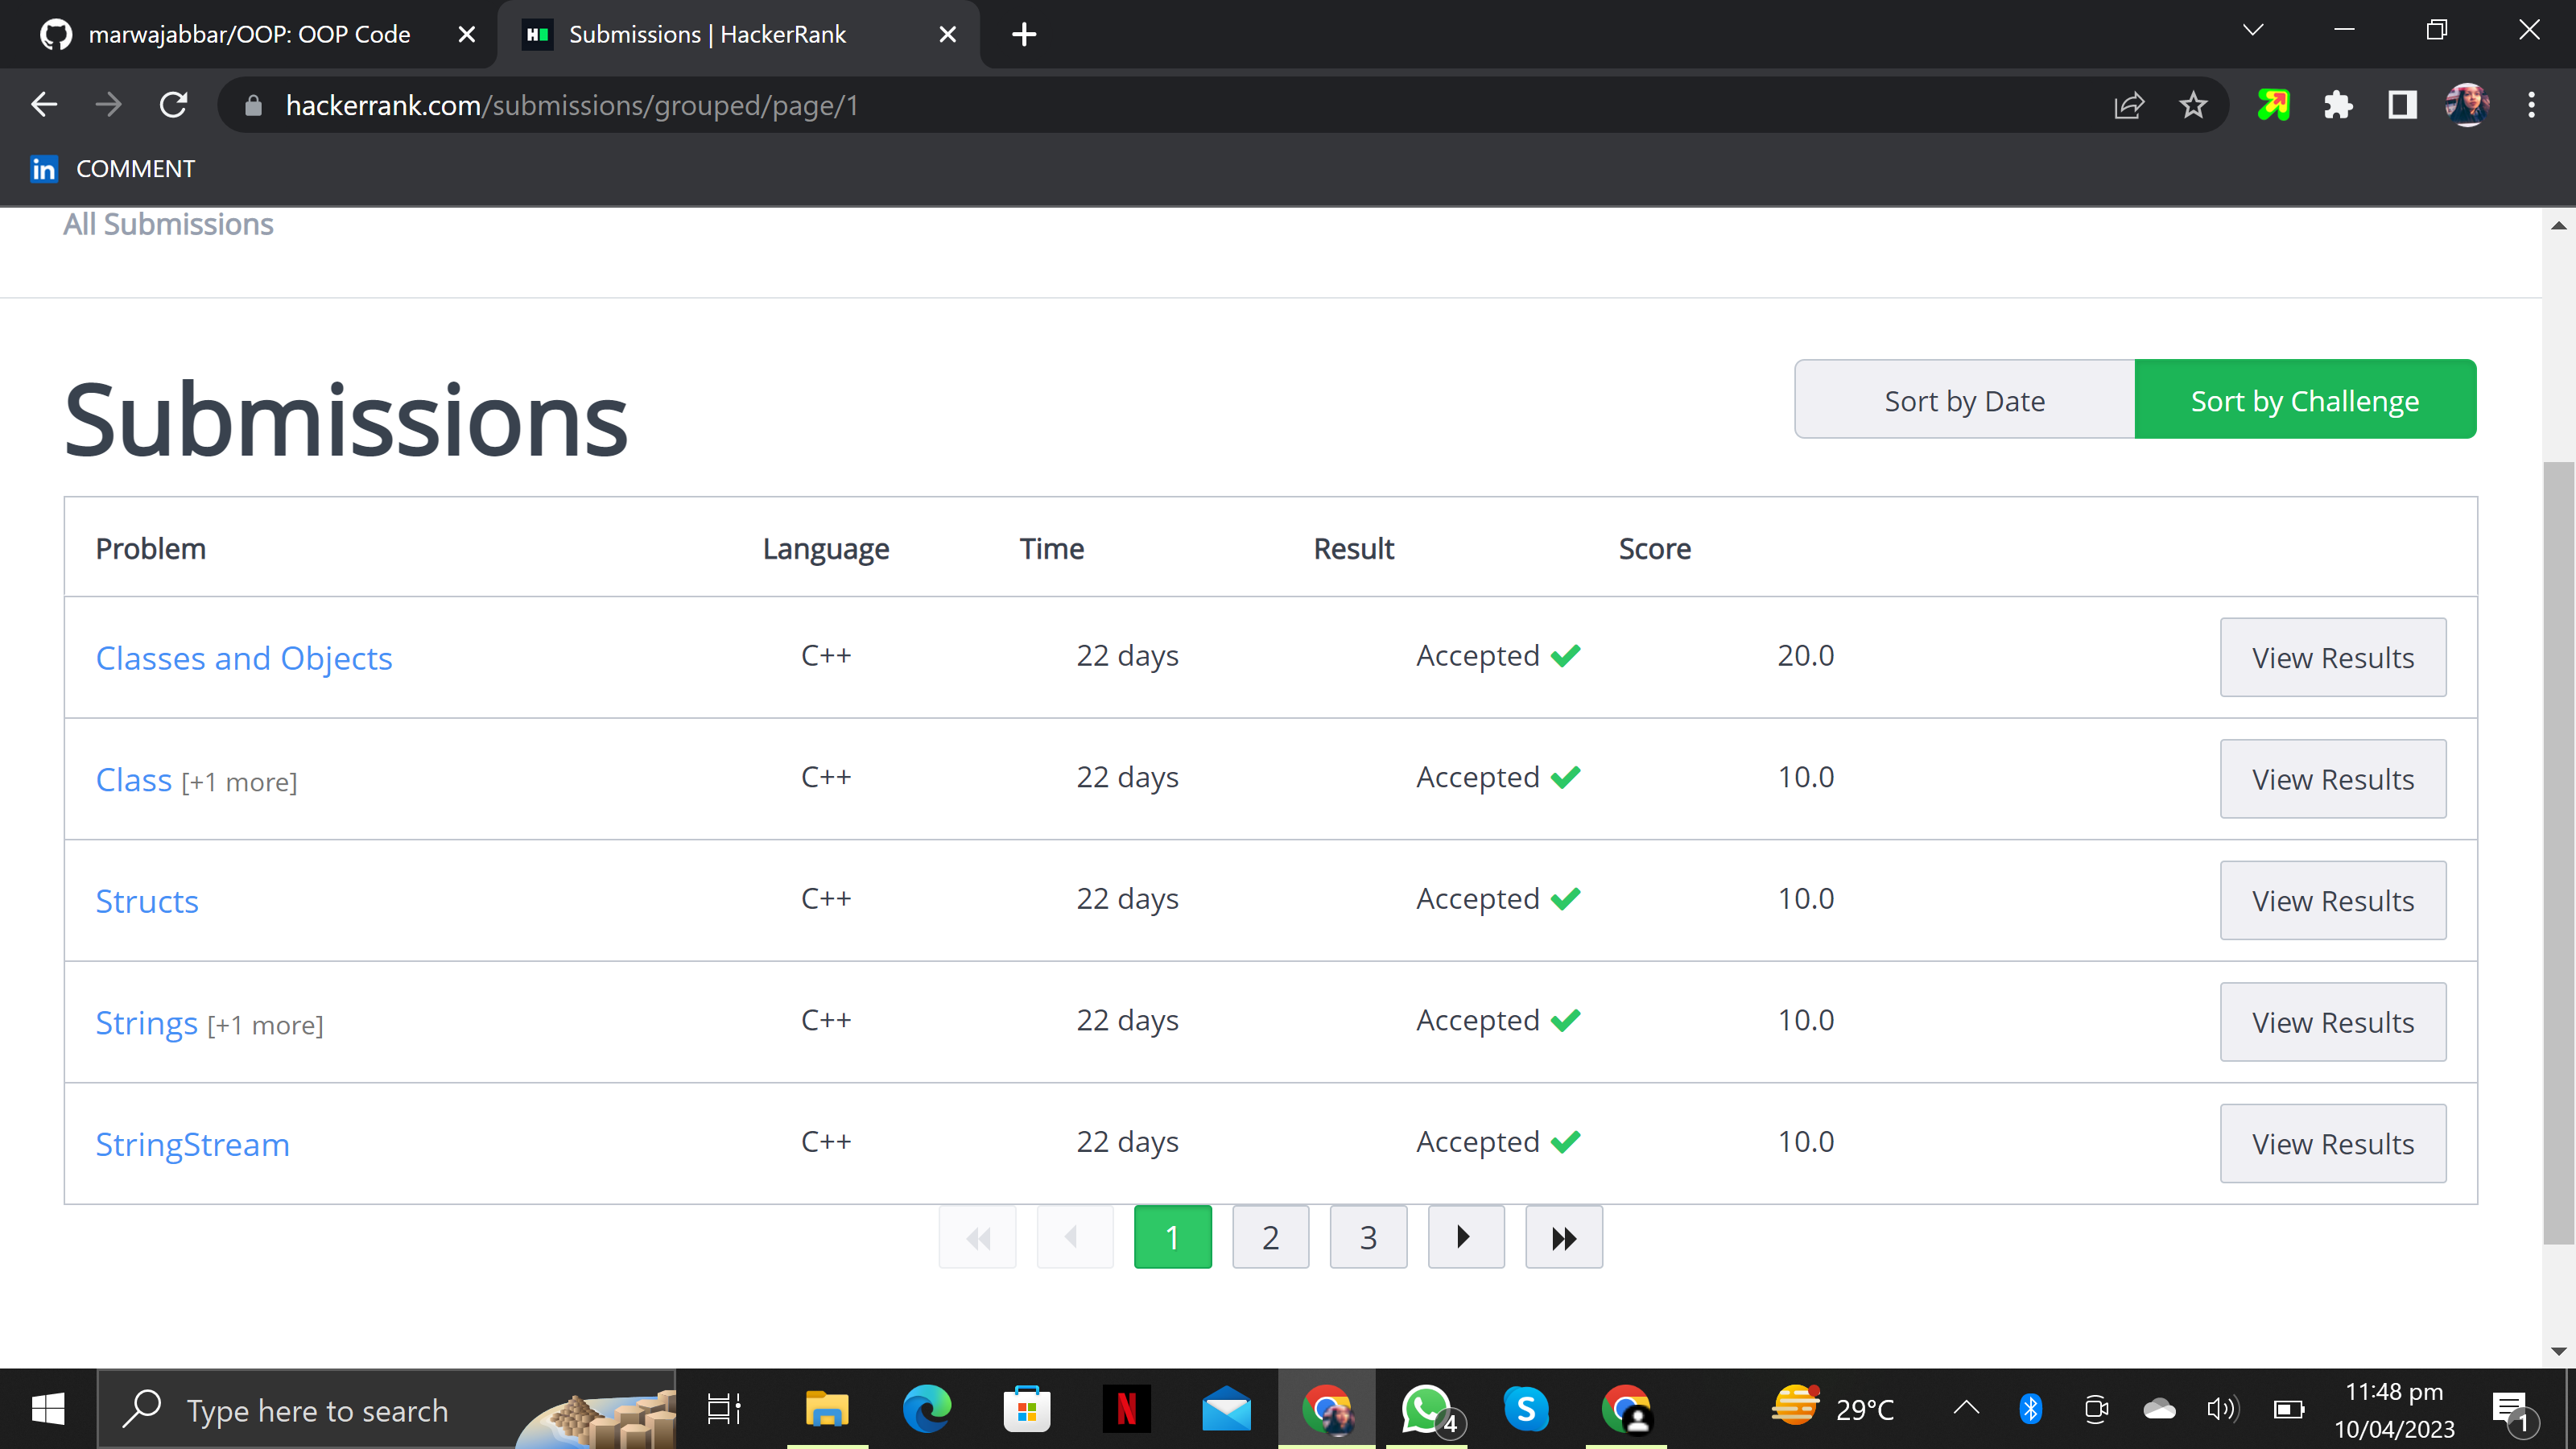 marwajabbar/OOP: OOP Code
Submissions | HackerRank
hackerrank.com/submissions/grouped/page/1
in COMMENT
All Submissions
Submissions
Sort by Date Sort by Challenge
Problem Language Time Result Score
Classes and Objects C++ 22 days Accepted 20.0 View Results
Class [+1 more] C++ 22 days Accepted 10.0 View Results
Structs C++ 22 days Accepted 10.0 View Results
Strings [+1 more] C++ 22 days Accepted 10.0 View Results
StringStream C++ 22 days Accepted 10.0 View Results
1 2 3
Type here to search
N
4
S
29°C
11:48 pm
10/04/2023
1